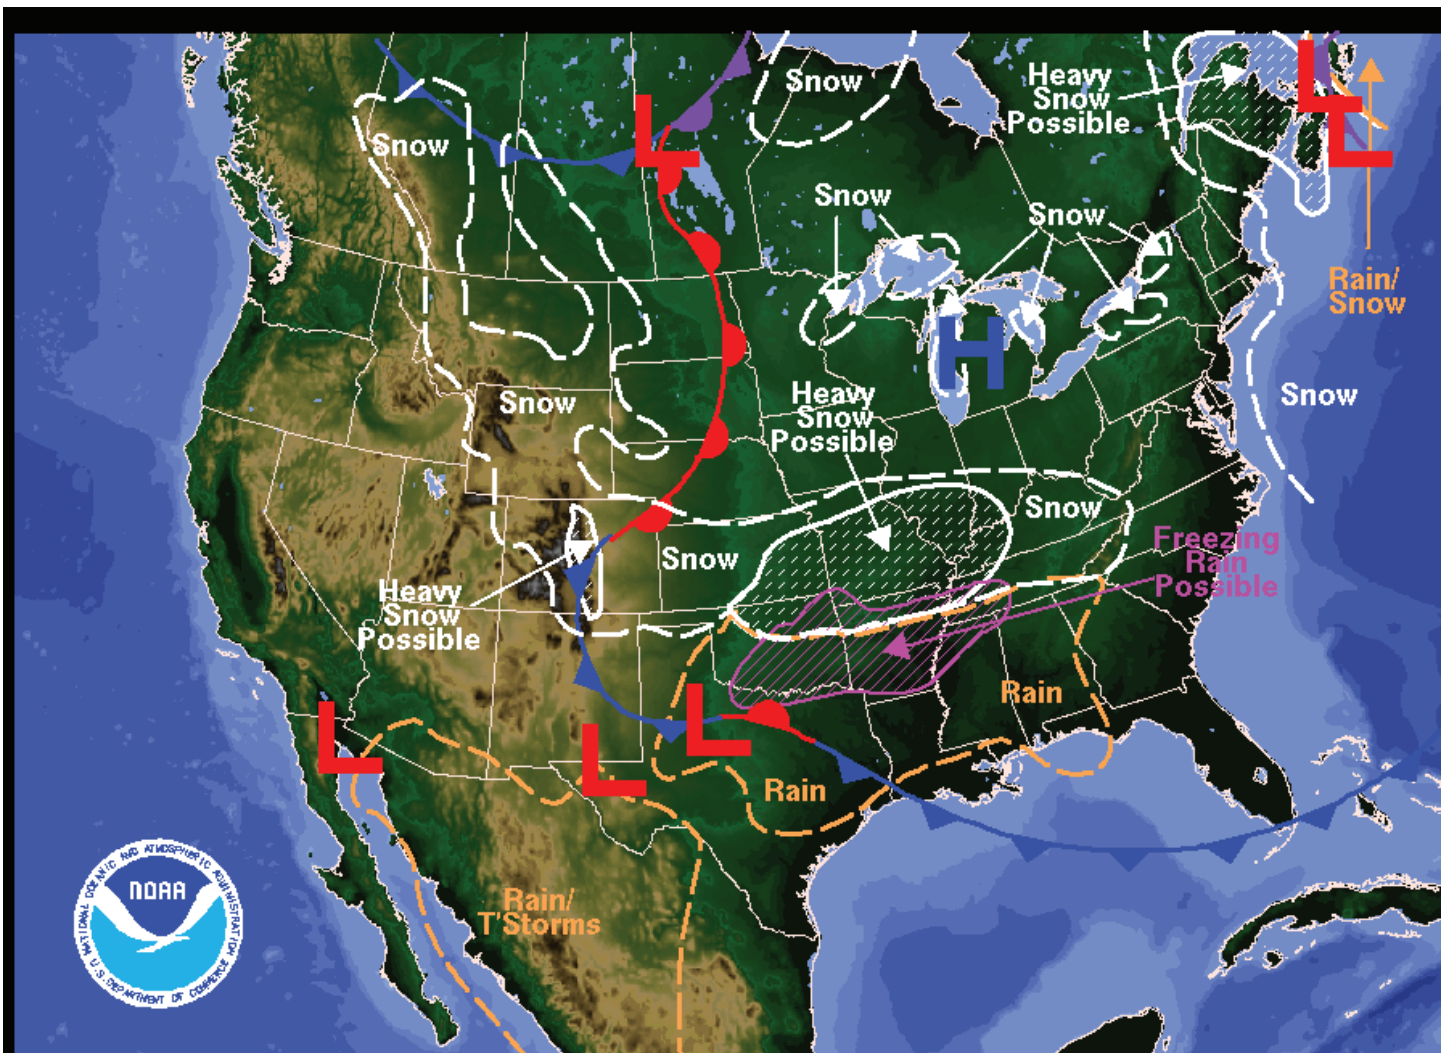 Snow
Heavy
Snow
Possible
L
L
L
Snow
Snow
Snow
Rain/
Snow
H
Snow
Heavy
Snow
Possible
Snow
Snow
Snow
Freezing
Rain
Possible
Heavy
Snow
Possible
Rain
L
L
L
Rain
Rain/
T'Storms
NATIONAL OCEANIC AND ATMOSPHERIC ADMINISTRATION
NOAA
U.S. DEPARTMENT OF COMMERCE